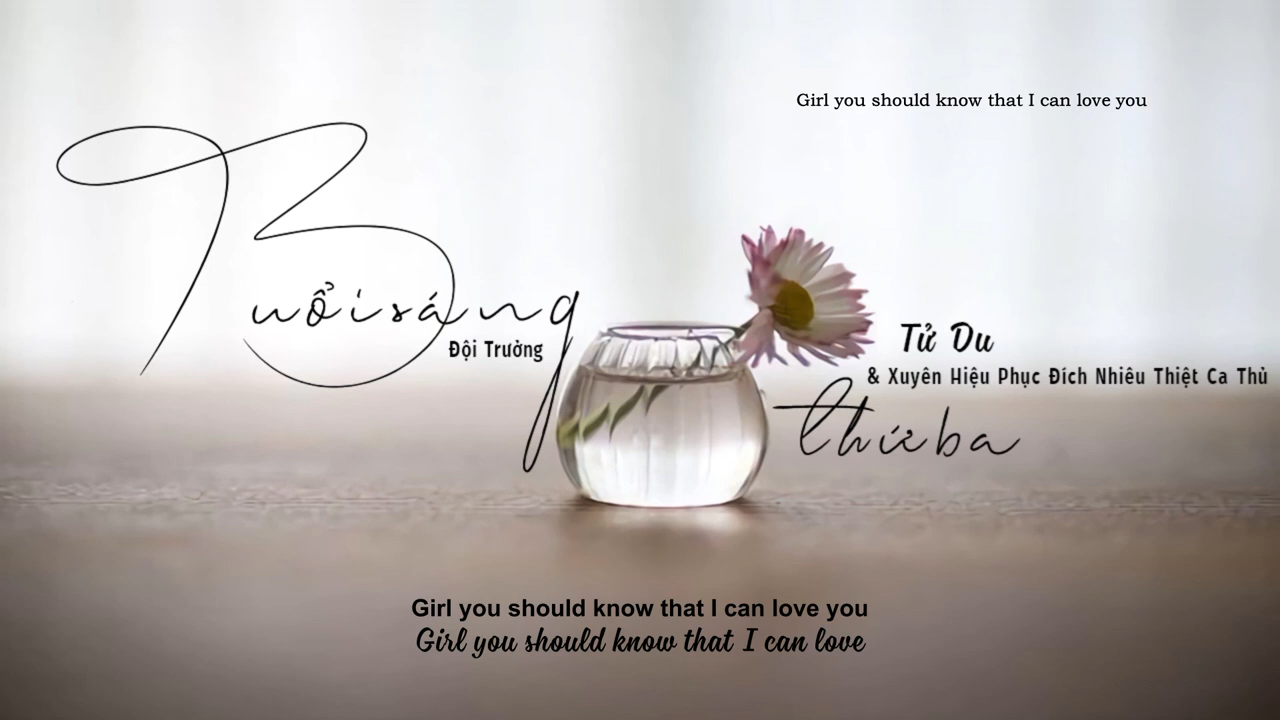 Girl you should know that I can love you
Buổi sáng
Đội Trưởng
Tử Du
& Xuyên Hiệu Phục Đích Nhiêu Thiệt Ca Thủ
thứ ba
Girl you should know that I can love you
Girl you should know that I can love